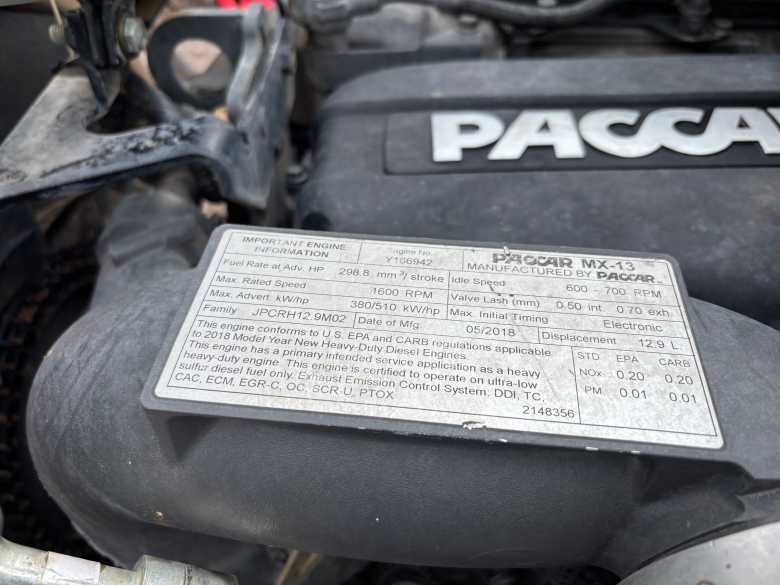 PACCA
IMPORTANT ENGINE INFORMATION
Engine No. Y166942
PACCAR MX-13
MANUFACTURED BY PACCAR
Fuel Rate at Adv. HP 298.8 mm³/ stroke
Idle Speed 600 - 700 RPM
Max. Rated Speed 1600 RPM
Valve Lash (mm) 0.50 int 0.70 exh.
Max. Advert. kW/hp 380/510 kW/hp
Max. Initial Timing Electronic
Family JPCRH12.9M02
Date of Mfg. 05/2018
Displacement 12.9 L
This engine conforms to U.S. EPA and CARB regulations applicable
to 2018 Model Year New Heavy-Duty Diesel Engines.
This engine has a primary intended service application as a heavy
heavy-duty engine. This engine is certified to operate on ultra-low
sulfur diesel fuel only. Exhaust Emission Control System: DDI, TC,
CAC, ECM, EGR-C, OC, SCR-U, PTOX
2148356
STD EPA CARB
NOx 0.20 0.20
PM 0.01 0.01